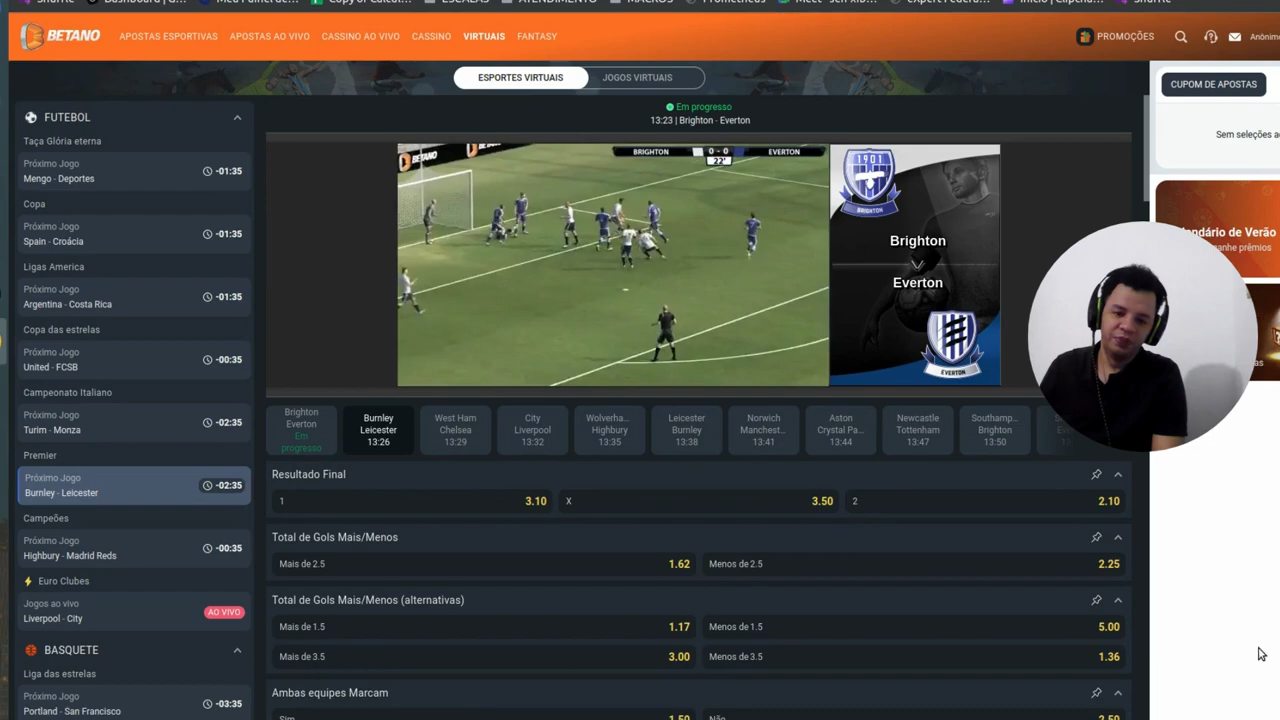 Prometheus
BETANO
APOSTAS ESPORTIVAS
APOSTAS AO VIVO
CASSINO AO VIVO
CASSINO
VIRTUAIS
FANTASY
PROMOÇÕES
ESPORTES VIRTUAIS
JOGOS VIRTUAIS
CUPOM DE APOSTAS
Em progresso
13:23 | Brighton - Everton
FUTEBOL
Taça Glória eterna
Próximo Jogo
Mengo - Deportes
-01:35
Copa
Próximo Jogo
Spain - Croácia
-01:35
Ligas America
Próximo Jogo
Argentina - Costa Rica
-01:35
Copa das estrelas
Próximo Jogo
United - FCSB
-00:35
Campeonato Italiano
Próximo Jogo
Turim - Monza
-02:35
Premier
Próximo Jogo
Burnley - Leicester
-02:35
Campeões
Próximo Jogo
Highbury - Madrid Reds
-00:35
Euro Clubes
Jogos ao vivo
Liverpool - City
AO VIVO
BASQUETE
Liga das estrelas
Próximo Jogo
Portland - San Francisco
-03:35
BETANO
BRIGHTON
0 - 0
EVERTON
22'
1901
BRIGHTON
Brighton
V
Everton
EVERTON
Sem seleções
de Verão
prêmios
Brighton
Everton
Em
progresso
Burnley
Leicester
13:26
West Ham
Chelsea
13:29
City
Liverpool
13:32
Wolverha...
Highbury
13:35
Leicester
Burnley
13:38
Norwich
Manchest...
13:41
Aston
Crystal Pa...
13:44
Newcastle
Tottenham
13:47
Southamp...
Brighton
13:50
Resultado Final
1 3.10
X 3.50
2 2.10
Total de Gols Mais/Menos
Mais de 2.5 1.62
Menos de 2.5 2.25
Total de Gols Mais/Menos (alternativas)
Mais de 1.5 1.17
Menos de 1.5 5.00
Mais de 3.5 3.00
Menos de 3.5 1.36
Ambas equipes Marcam
Sim 1.50
Não 2.50